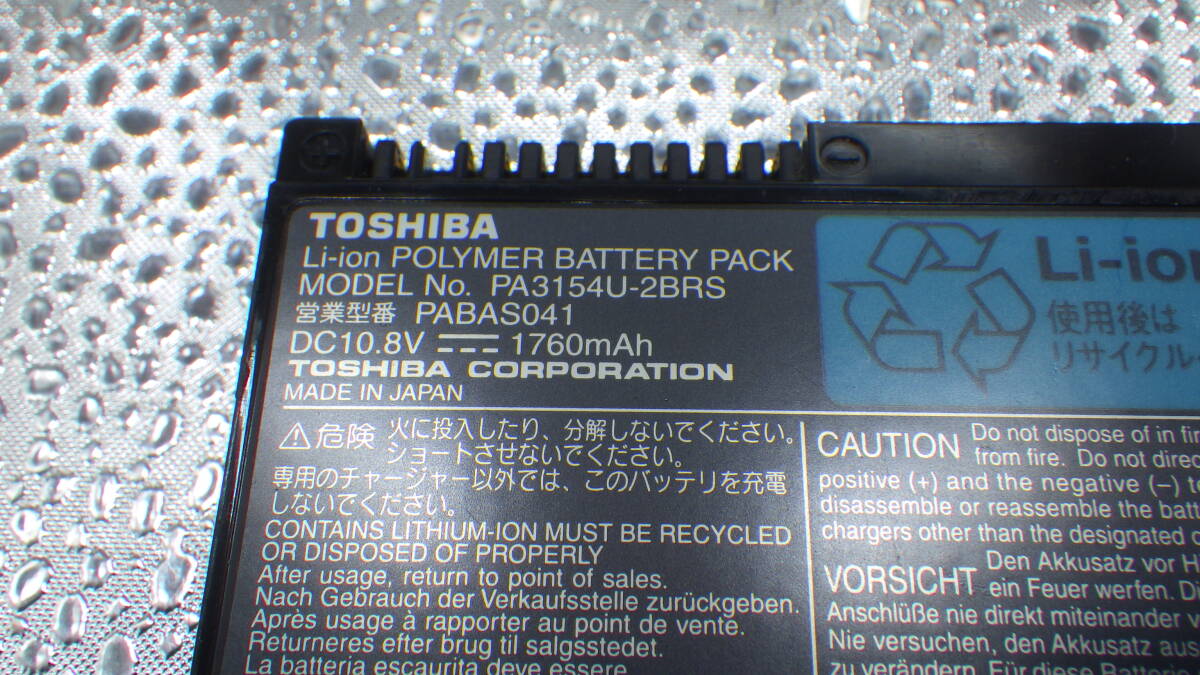 TOSHIBA
Li-ion POLYMER BATTERY PACK
MODEL No. PA3154U-2BRS
営業型番 PABAS041
DC10.8V 1760mAh
TOSHIBA CORPORATION
MADE IN JAPAN
Li-ion
使用後は
リサイクル
⚠危険 火に投入したり、分解しないでください。
ショートさせないでください。
専用のチャージャー以外では、このバッテリを充電
しないでください。
CONTAINS LITHIUM-ION MUST BE RECYCLED
OR DISPOSED OF PROPERLY
After usage, return to point of sales.
Nach Gebrauch der Verkaufsstelle zurückgeben.
Après usage à rapporter au point de vente.
Returneres efter brug til salgsstedet.
La batteria escaurita deve essere
CAUTION Do not dispose of in
from fire. Do not
positive (+) and the negative (−)
disassemble or reassemble the
chargers other than the designated
VORSICHT Den Akkusatz vor
ein Feuer werfen.
Anschlüße nie direkt miteinander
Nie versuchen, den Akkusatz
zu verändern. Für diese